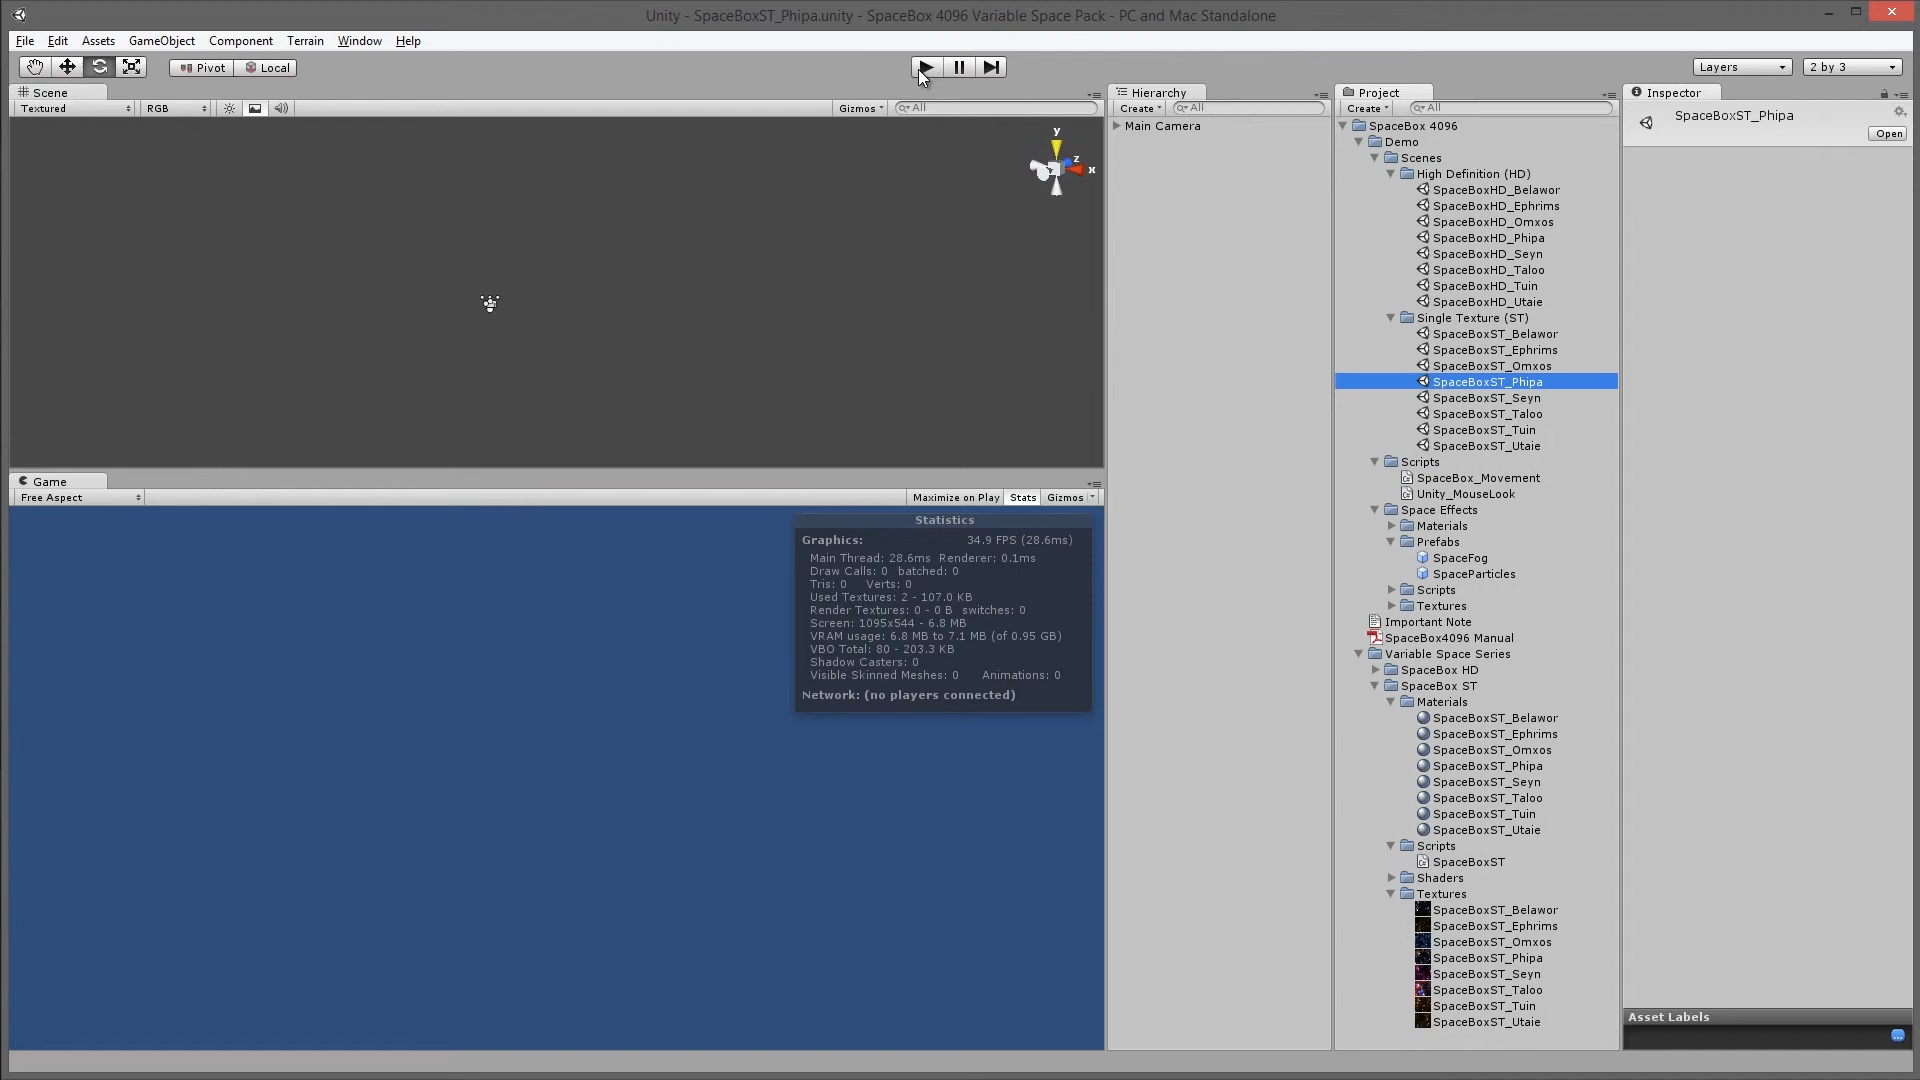 Unity - SpaceBoxST_Phipa.unity - SpaceBox 4096 Variable Space Pack - PC and Mac Standalone
File Edit Assets GameObject Component Terrain Window Help
Pivot Local
Layers
2 by 3
Scene
Textured RGB Gizmos All
y
z
x
Game
Free Aspect Maximize on Play Stats Gizmos
Statistics
Graphics: 34.9 FPS (28.6ms)
Main Thread: 28.6ms Renderer: 0.1ms
Draw Calls: 0 batched: 0
Tris: 0 Verts: 0
Used Textures: 2 - 107.0 KB
Render Textures: 0 - 0 B switches: 0
Screen: 1095x544 - 6.8 MB
VRAM usage: 6.8 MB to 7.1 MB (of 0.95 GB)
VBO Total: 80 - 203.3 KB
Shadow Casters: 0
Visible Skinned Meshes: 0 Animations: 0
Network: (no players connected)
Hierarchy
Create All
Main Camera
Project
Create All
SpaceBox 4096
Demo
Scenes
High Definition (HD)
SpaceBoxHD_Belawor
SpaceBoxHD_Ephrims
SpaceBoxHD_Omxos
SpaceBoxHD_Phipa
SpaceBoxHD_Seyn
SpaceBoxHD_Taloo
SpaceBoxHD_Tuin
SpaceBoxHD_Utaie
Single Texture (ST)
SpaceBoxST_Belawor
SpaceBoxST_Ephrims
SpaceBoxST_Omxos
SpaceBoxST_Phipa
SpaceBoxST_Seyn
SpaceBoxST_Taloo
SpaceBoxST_Tuin
SpaceBoxST_Utaie
Scripts
SpaceBox_Movement
Unity_MouseLook
Space Effects
Materials
Prefabs
SpaceFog
SpaceParticles
Scripts
Textures
Important Note
SpaceBox4096 Manual
Variable Space Series
SpaceBox HD
SpaceBox ST
Materials
SpaceBoxST_Belawor
SpaceBoxST_Ephrims
SpaceBoxST_Omxos
SpaceBoxST_Phipa
SpaceBoxST_Seyn
SpaceBoxST_Taloo
SpaceBoxST_Tuin
SpaceBoxST_Utaie
Scripts
SpaceBoxST
Shaders
Textures
SpaceBoxST_Belawor
SpaceBoxST_Ephrims
SpaceBoxST_Omxos
SpaceBoxST_Phipa
SpaceBoxST_Seyn
SpaceBoxST_Taloo
SpaceBoxST_Tuin
SpaceBoxST_Utaie
Inspector
SpaceBoxST_Phipa
Open
Asset Labels